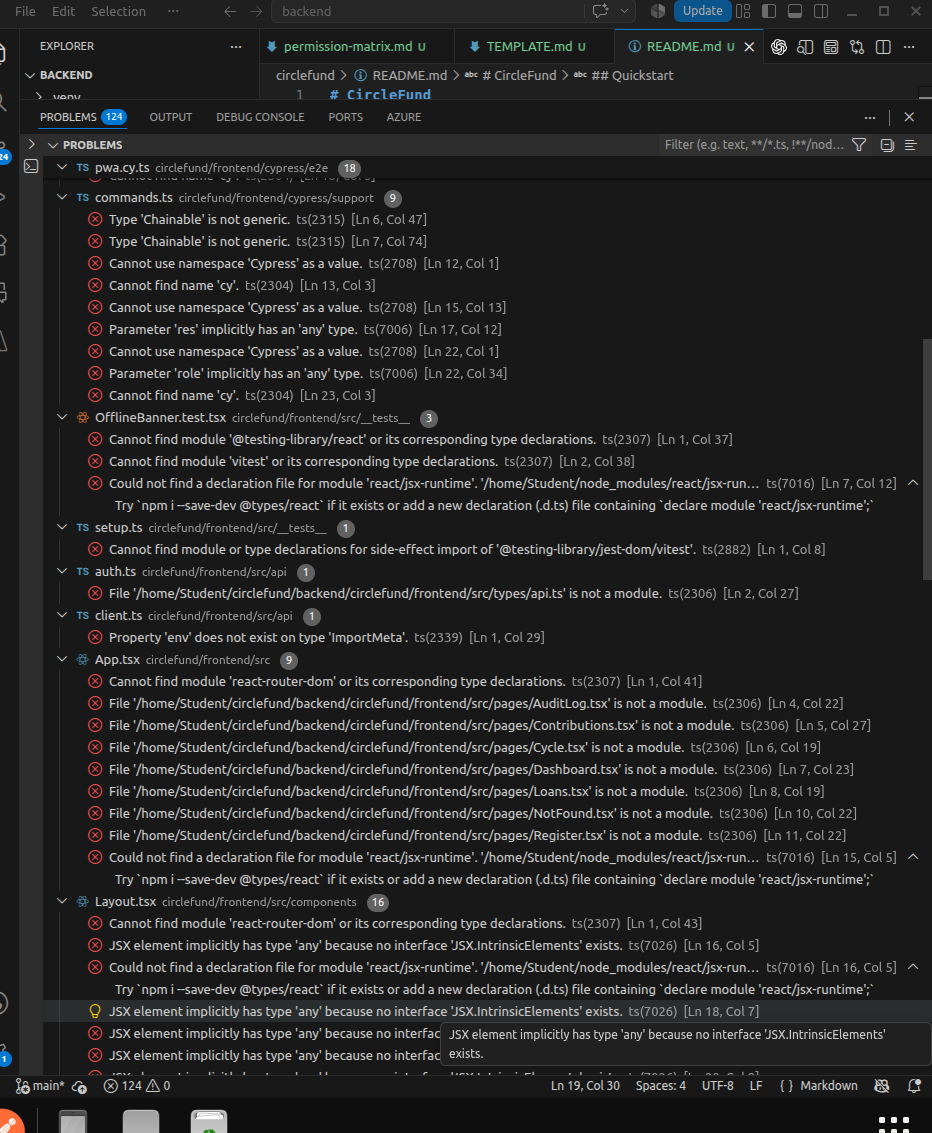 File Edit Selection ··· backend Update
EXPLORER ··· permission-matrix.md U TEMPLATE.md U README.md U
BACKEND circlefund > README.md > # CircleFund > ## Quickstart
venv 1 # CircleFund
PROBLEMS 124 OUTPUT DEBUG CONSOLE PORTS AZURE ···
PROBLEMS Filter (e.g. text, **/*.ts, !**/nod...
24
TS pwa.cy.ts circlefund/frontend/cypress/e2e 18
TS commands.ts circlefund/frontend/cypress/support 9
Type 'Chainable' is not generic. ts(2315) [Ln 6, Col 47]
Type 'Chainable' is not generic. ts(2315) [Ln 7, Col 74]
Cannot use namespace 'Cypress' as a value. ts(2708) [Ln 12, Col 1]
Cannot find name 'cy'. ts(2304) [Ln 13, Col 3]
Cannot use namespace 'Cypress' as a value. ts(2708) [Ln 15, Col 13]
Parameter 'res' implicitly has an 'any' type. ts(7006) [Ln 17, Col 12]
Cannot use namespace 'Cypress' as a value. ts(2708) [Ln 22, Col 1]
Parameter 'role' implicitly has an 'any' type. ts(7006) [Ln 22, Col 34]
Cannot find name 'cy'. ts(2304) [Ln 23, Col 3]
OfflineBanner.test.tsx circlefund/frontend/src/__tests__ 3
Cannot find module '@testing-library/react' or its corresponding type declarations. ts(2307) [Ln 1, Col 37]
Cannot find module 'vitest' or its corresponding type declarations. ts(2307) [Ln 2, Col 38]
Could not find a declaration file for module 'react/jsx-runtime'. '/home/Student/node_modules/react/jsx-run... ts(7016) [Ln 7, Col 12]
Try `npm i --save-dev @types/react` if it exists or add a new declaration (.d.ts) file containing `declare module 'react/jsx-runtime';`
TS setup.ts circlefund/frontend/src/__tests__ 1
Cannot find module or type declarations for side-effect import of '@testing-library/jest-dom/vitest'. ts(2882) [Ln 1, Col 8]
TS auth.ts circlefund/frontend/src/api 1
File '/home/Student/circlefund/backend/circlefund/frontend/src/types/api.ts' is not a module. ts(2306) [Ln 2, Col 27]
TS client.ts circlefund/frontend/src/api 1
Property 'env' does not exist on type 'ImportMeta'. ts(2339) [Ln 1, Col 29]
App.tsx circlefund/frontend/src 9
Cannot find module 'react-router-dom' or its corresponding type declarations. ts(2307) [Ln 1, Col 41]
File '/home/Student/circlefund/backend/circlefund/frontend/src/pages/AuditLog.tsx' is not a module. ts(2306) [Ln 4, Col 22]
File '/home/Student/circlefund/backend/circlefund/frontend/src/pages/Contributions.tsx' is not a module. ts(2306) [Ln 5, Col 27]
File '/home/Student/circlefund/backend/circlefund/frontend/src/pages/Cycle.tsx' is not a module. ts(2306) [Ln 6, Col 19]
File '/home/Student/circlefund/backend/circlefund/frontend/src/pages/Dashboard.tsx' is not a module. ts(2306) [Ln 7, Col 23]
File '/home/Student/circlefund/backend/circlefund/frontend/src/pages/Loans.tsx' is not a module. ts(2306) [Ln 8, Col 19]
File '/home/Student/circlefund/backend/circlefund/frontend/src/pages/NotFound.tsx' is not a module. ts(2306) [Ln 10, Col 22]
File '/home/Student/circlefund/backend/circlefund/frontend/src/pages/Register.tsx' is not a module. ts(2306) [Ln 11, Col 22]
Could not find a declaration file for module 'react/jsx-runtime'. '/home/Student/node_modules/react/jsx-run... ts(7016) [Ln 15, Col 5]
Try `npm i --save-dev @types/react` if it exists or add a new declaration (.d.ts) file containing `declare module 'react/jsx-runtime';`
Layout.tsx circlefund/frontend/src/components 16
Cannot find module 'react-router-dom' or its corresponding type declarations. ts(2307) [Ln 1, Col 43]
JSX element implicitly has type 'any' because no interface 'JSX.IntrinsicElements' exists. ts(7026) [Ln 16, Col 5]
Could not find a declaration file for module 'react/jsx-runtime'. '/home/Student/node_modules/react/jsx-run... ts(7016) [Ln 16, Col 5]
Try `npm i --save-dev @types/react` if it exists or add a new declaration (.d.ts) file containing `declare module 'react/jsx-runtime';`
JSX element implicitly has type 'any' because no interface 'JSX.IntrinsicElements' exists. ts(7026) [Ln 18, Col 7]
JSX element implicitly has type 'any' because no interfac
JSX element implicitly has type 'any' because no interfac
JSX element implicitly has type 'any' because no interface 'JSX.IntrinsicElements'
exists.
1
main* 124 0 Ln 19, Col 30 Spaces: 4 UTF-8 LF { } Markdown